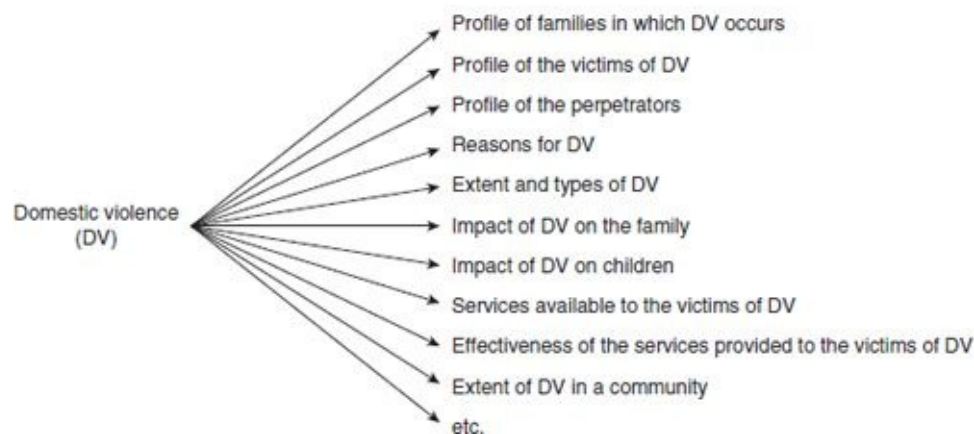 Profile of families in which DV occurs
Profile of the victims of DV
Profile of the perpetrators
Reasons for DV
Extent and types of DV
Domestic violence
(DV)
Impact of DV on the family
Impact of DV on children
Services available to the victims of DV
Effectiveness of the services provided to the victims of DV
Extent of DV in a community
etc.